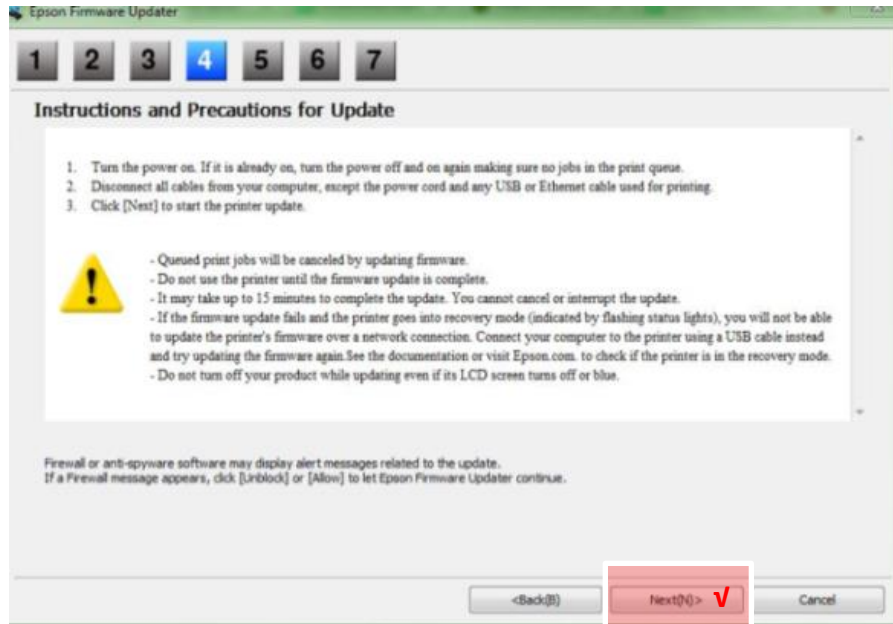 Epson Firmware Updater
1 2 3 4 5 6 7
Instructions and Precautions for Update
1. Turn the power on. If it is already on, turn the power off and on again making sure no jobs in the print queue.
2. Disconnect all cables from your computer, except the power cord and any USB or Ethernet cable used for printing.
3. Click [Next] to start the printer update.
- Queued print jobs will be canceled by updating firmware.
- Do not use the printer until the firmware update is complete.
- It may take up to 15 minutes to complete the update. You cannot cancel or interrupt the update.
- If the firmware update fails and the printer goes into recovery mode (indicated by flashing status lights), you will not be able
to update the printer's firmware over a network connection. Connect your computer to the printer using a USB cable instead
and try updating the firmware again.See the documentation or visit Epson.com. to check if the printer is in the recovery mode.
- Do not turn off your product while updating even if its LCD screen turns off or blue.
Firewall or anti-spyware software may display alert messages related to the update.
If a Firewall message appears, click [Unblock] or [Allow] to let Epson Firmware Updater continue.
<Back(B) Next(N)> √ Cancel